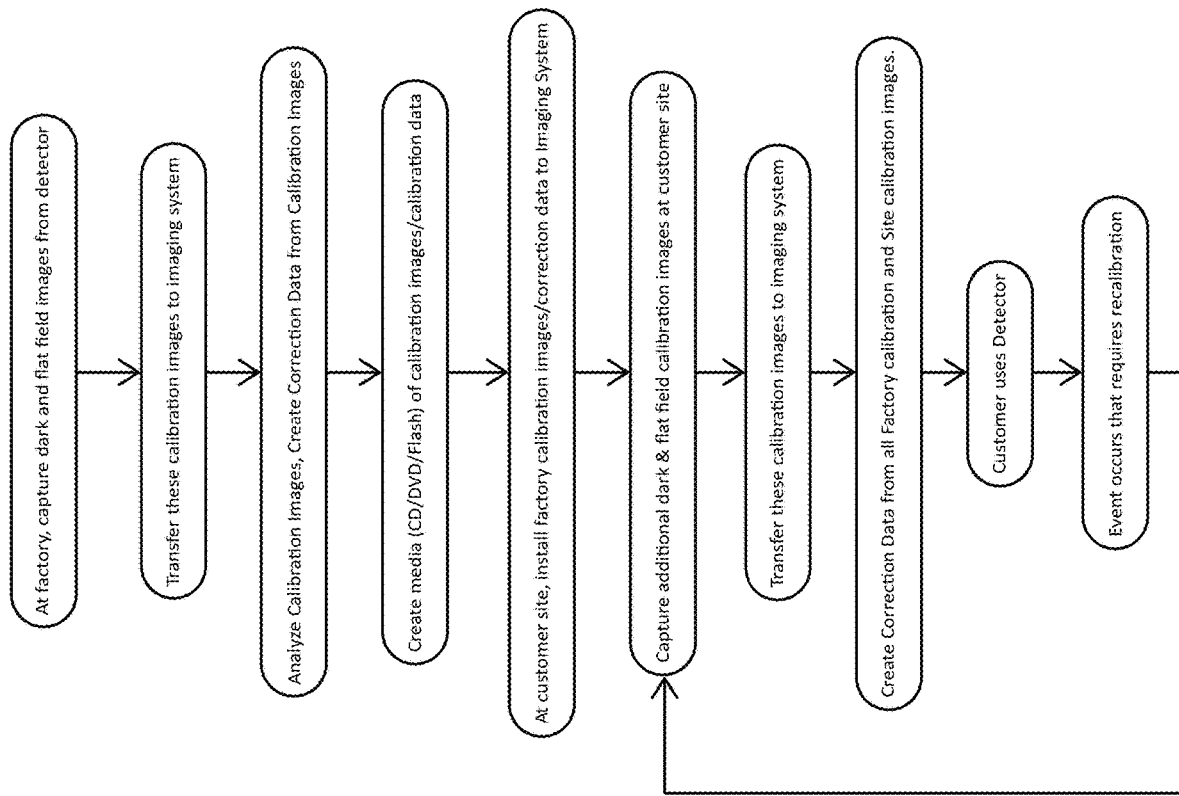 At factory, capture dark and flat field images from detector
Transfer these calibration images to imaging system
Analyze Calibration Images, Create Correction Data from Calibration Images
Create media (CD/DVD/Flash) of calibration images/calibration data
At customer site, install factory calibration images/correction data to Imaging System
Capture additional dark & flat field calibration images at customer site
Transfer these calibration images to imaging system
Create Correction Data from all Factory calibration and Site calibration images.
Customer uses Detector
Event occurs that requires recalibration